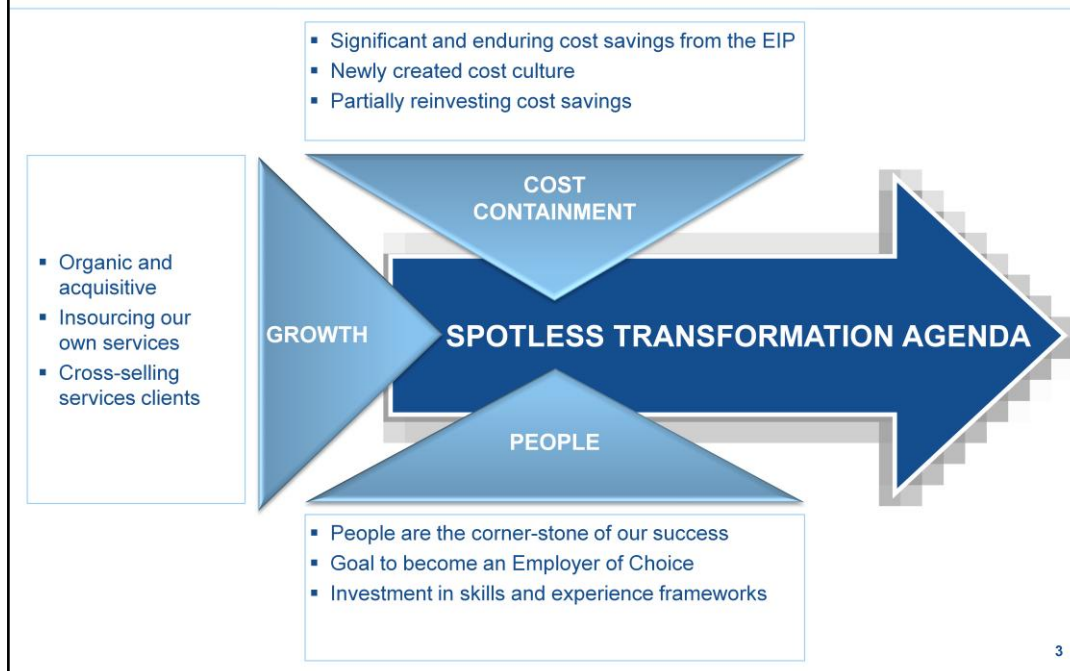 ▪ Significant and enduring cost savings from the EIP
▪ Newly created cost culture
▪ Partially reinvesting cost savings
COST
CONTAINMENT
▪ Organic and
acquisitive
▪ Insourcing our
own services
▪ Cross-selling
services clients
GROWTH
SPOTLESS TRANSFORMATION AGENDA
PEOPLE
▪ People are the corner-stone of our success
▪ Goal to become an Employer of Choice
▪ Investment in skills and experience frameworks
3